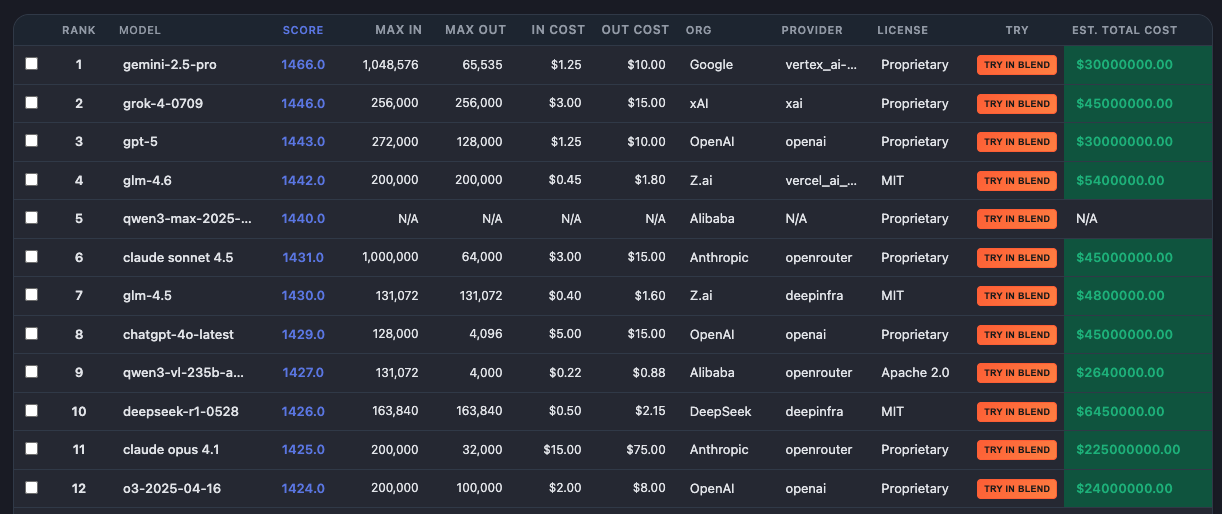 RANK MODEL SCORE MAX IN MAX OUT IN COST OUT COST ORG PROVIDER LICENSE TRY EST. TOTAL COST
1 gemini-2.5-pro 1466.0 1,048,576 65,535 $1.25 $10.00 Google vertex_ai-... Proprietary TRY IN BLEND $30000000.00
2 grok-4-0709 1446.0 256,000 256,000 $3.00 $15.00 xAI xai Proprietary TRY IN BLEND $45000000.00
3 gpt-5 1443.0 272,000 128,000 $1.25 $10.00 OpenAI openai Proprietary TRY IN BLEND $30000000.00
4 glm-4.6 1442.0 200,000 200,000 $0.45 $1.80 Z.ai vercel_ai_... MIT TRY IN BLEND $5400000.00
5 qwen3-max-2025-... 1440.0 N/A N/A N/A N/A Alibaba N/A Proprietary TRY IN BLEND N/A
6 claude sonnet 4.5 1431.0 1,000,000 64,000 $3.00 $15.00 Anthropic openrouter Proprietary TRY IN BLEND $45000000.00
7 glm-4.5 1430.0 131,072 131,072 $0.40 $1.60 Z.ai deepinfra MIT TRY IN BLEND $4800000.00
8 chatgpt-4o-latest 1429.0 128,000 4,096 $5.00 $15.00 OpenAI openai Proprietary TRY IN BLEND $45000000.00
9 qwen3-vl-235b-a... 1427.0 131,072 4,000 $0.22 $0.88 Alibaba openrouter Apache 2.0 TRY IN BLEND $2640000.00
10 deepseek-r1-0528 1426.0 163,840 163,840 $0.50 $2.15 DeepSeek deepinfra MIT TRY IN BLEND $6450000.00
11 claude opus 4.1 1425.0 200,000 32,000 $15.00 $75.00 Anthropic openrouter Proprietary TRY IN BLEND $225000000.00
12 o3-2025-04-16 1424.0 200,000 100,000 $2.00 $8.00 OpenAI openai Proprietary TRY IN BLEND $24000000.00